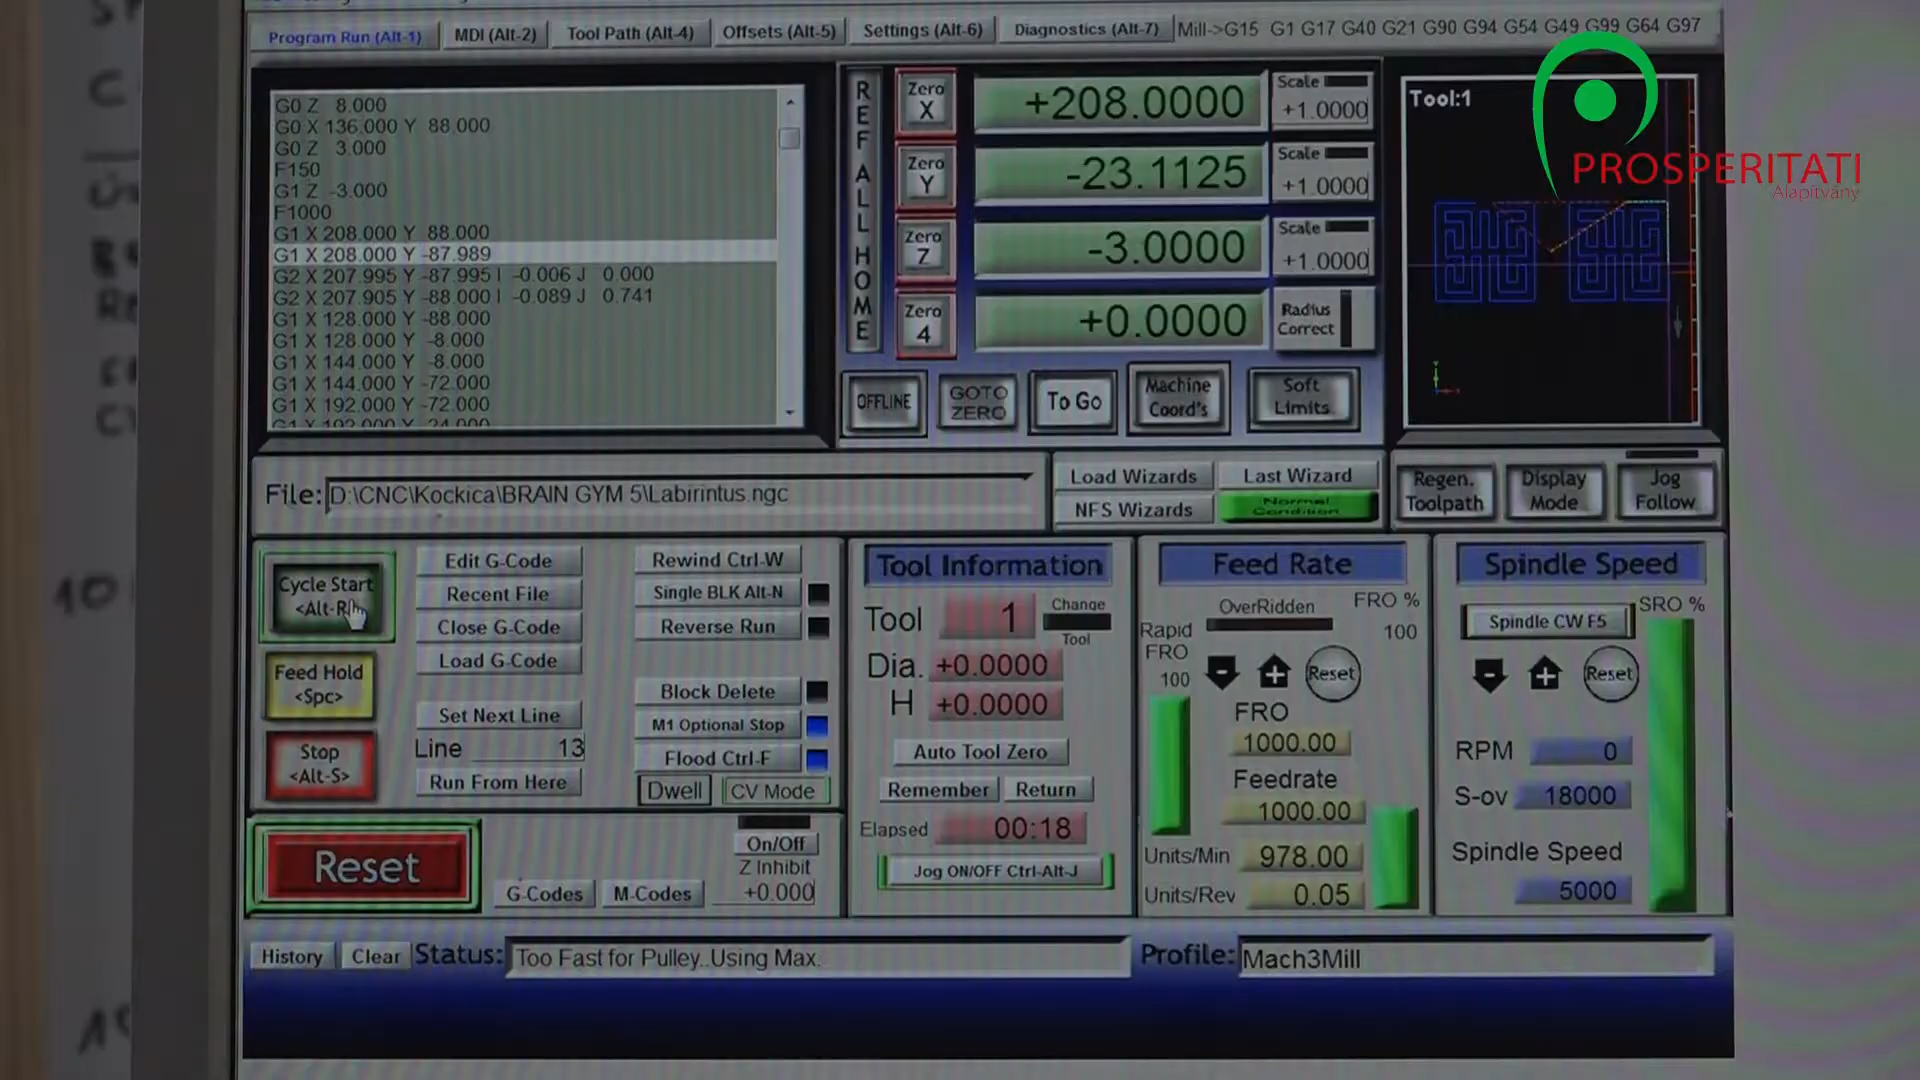 Program Run (Alt-1) MDI (Alt-2) Tool Path (Alt-4) Offsets (Alt-5) Settings (Alt-6) Diagnostics (Alt-7) Mill->G15 G1 G17 G40 G21 G90 G94 G54 G49 G99 G64 G97
G0 Z 8.000
G0 X 136.000 Y 88.000
G0 Z 3.000
F150
G1 Z -3.000
F1000
G1 X 208.000 Y 88.000
G1 X 208.000 Y -87.989
G2 X 207.995 Y -87.995 I -0.006 J 0.000
G2 X 207.905 Y -88.000 I -0.089 J 0.741
G1 X 128.000 Y -88.000
G1 X 128.000 Y -8.000
G1 X 144.000 Y -8.000
G1 X 144.000 Y -72.000
G1 X 192.000 Y -72.000
REF ALL HOME
Zero X +208.0000 Scale +1.0000
Zero Y -23.1125 Scale +1.0000
Zero Z -3.0000 Scale +1.0000
Zero 4 +0.0000 Radius Correct
OFFLINE GOTO ZERO To Go Machine Coord's Soft Limits
Tool:1
PROSPERITATI
Alapítvány
File: D:\CNC\Kockica\BRAIN GYM 5\Labirintus.ngc
Load Wizards Last Wizard
NFS Wizards Normal Condition
Regen. Toolpath Display Mode Jog Follow
Cycle Start <Alt-R>
Feed Hold <Spc>
Stop <Alt-S>
Edit G-Code
Recent File
Close G-Code
Load G-Code
Set Next Line
Line 13
Run From Here
Rewind Ctrl-W
Single BLK Alt-N
Reverse Run
Block Delete
M1 Optional Stop
Flood Ctrl-F
Dwell CV Mode
Reset
G-Codes M-Codes
On/Off
Z Inhibit
+0.000
Tool Information
Tool 1 Change Tool
Dia. +0.0000
H +0.0000
Auto Tool Zero
Remember Return
Elapsed 00:18
Jog ON/OFF Ctrl-Alt-J
Feed Rate
OverRidden FRO %
100
Rapid FRO
100
Reset
FRO
1000.00
Feedrate
1000.00
Units/Min 978.00
Units/Rev 0.05
Spindle Speed
Spindle CW F5 SRO %
Reset
RPM 0
S-ov 18000
Spindle Speed
5000
History Clear Status: Too Fast for Pulley..Using Max. Profile: Mach3Mill